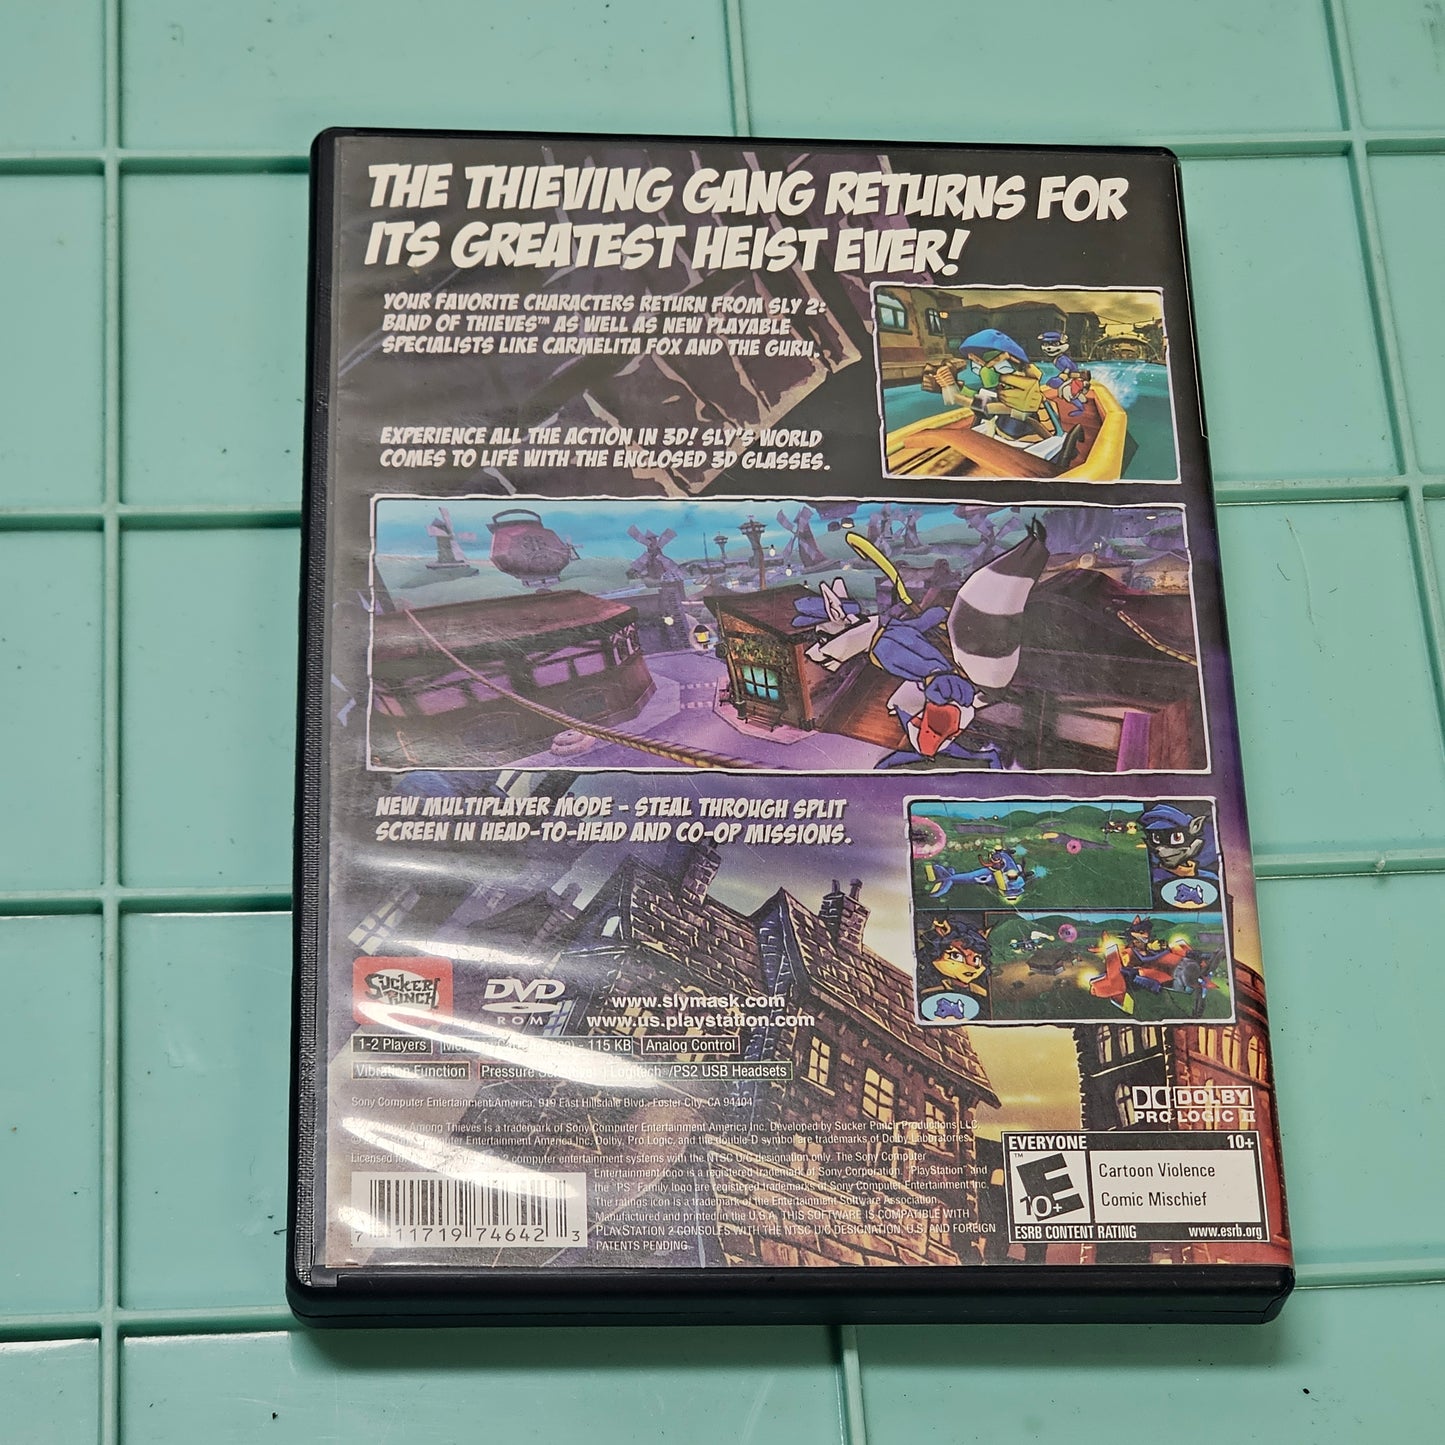 THE THIEVING GANG RETURNS FOR
ITS GREATEST HEIST EVER!
YOUR FAVORITE CHARACTERS RETURN FROM SLY 2:
BAND OF THIEVES™ AS WELL AS NEW PLAYABLE
SPECIALISTS LIKE CARMELITA FOX AND THE GURU.
EXPERIENCE ALL THE ACTION IN 3D! SLY'S WORLD
COMES TO LIFE WITH THE ENCLOSED 3D GLASSES.
NEW MULTIPLAYER MODE - STEAL THROUGH SPLIT
SCREEN IN HEAD-TO-HEAD AND CO-OP MISSIONS.
SUCKER PUNCH
DVD
ROM
www.slymask.com
www.us.playstation.com
1-2 Players
- 115 KB
Analog Control
Vibration Function
Pressure
Logitech
/PS2 USB Headsets
Sony Computer Entertainment America, 919 East Hillsdale Blvd., Foster City, CA 94404
Among Thieves is a trademark of Sony Computer Entertainment America Inc. Developed by Sucker Punch Productions LLC.
Computer Entertainment America Inc. Dolby, Pro Logic, and the double-D symbol are trademarks of Dolby Laboratories.
Licensed
2 computer entertainment systems with the NTSC U/C designation only. The Sony Computer
Entertainment logo is a registered trademark of Sony Corporation. "PlayStation" and
the "PS" Family logo are registered trademarks of Sony Computer Entertainment Inc.
The ratings icon is a trademark of the Entertainment Software Association.
Manufactured and printed in the U.S.A. THIS SOFTWARE IS COMPATIBLE WITH
PLAYSTATION 2 CONSOLES WITH THE NTSC U/C DESIGNATION. U.S. AND FOREIGN
PATENTS PENDING.
7 11719 74642 3
DOLBY
PRO LOGIC II
EVERYONE 10+
E
10+
™
Cartoon Violence
Comic Mischief
ESRB CONTENT RATING www.esrb.org